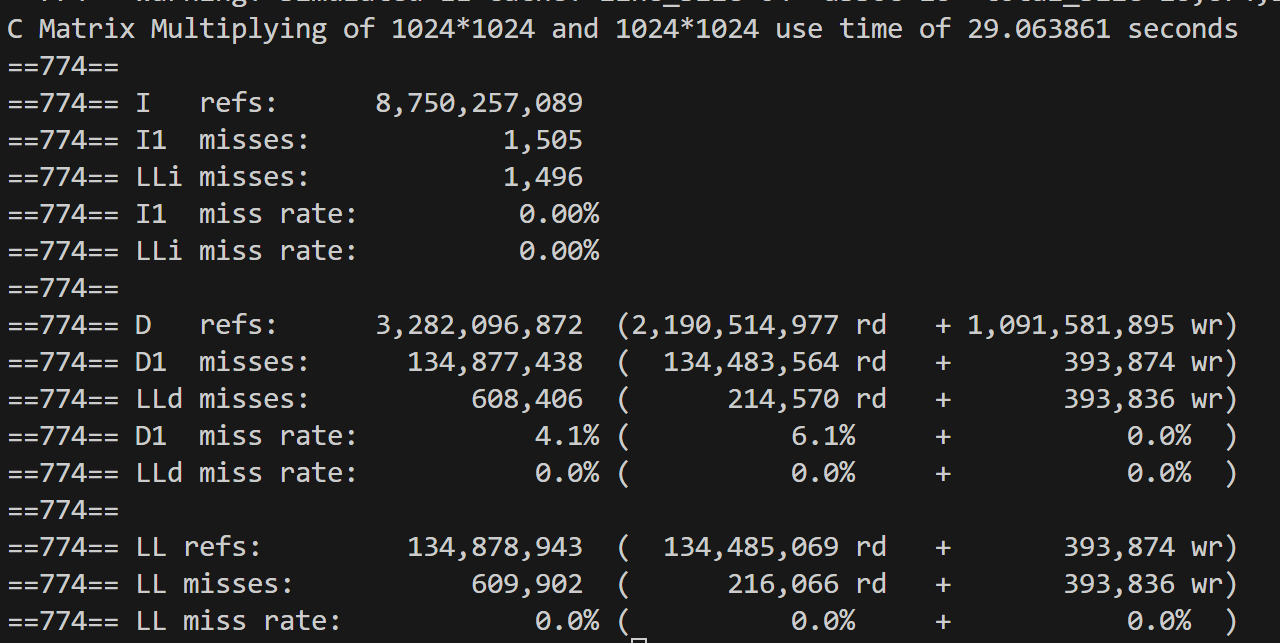 C Matrix Multiplying of 1024*1024 and 1024*1024 use time of 29.063861 seconds
==774==
==774== I   refs:      8,750,257,089
==774== I1  misses:            1,505
==774== LLi misses:            1,496
==774== I1  miss rate:          0.00%
==774== LLi miss rate:          0.00%
==774==
==774== D   refs:      3,282,096,872  (2,190,514,977 rd   + 1,091,581,895 wr)
==774== D1  misses:      134,877,438  (  134,483,564 rd   +       393,874 wr)
==774== LLd misses:          608,406  (      214,570 rd   +       393,836 wr)
==774== D1  miss rate:           4.1% (          6.1%     +           0.0%  )
==774== LLd miss rate:           0.0% (          0.0%     +           0.0%  )
==774==
==774== LL refs:         134,878,943  (  134,485,069 rd   +       393,874 wr)
==774== LL misses:           609,902  (      216,066 rd   +       393,836 wr)
==774== LL miss rate:            0.0% (          0.0%     +           0.0%  )